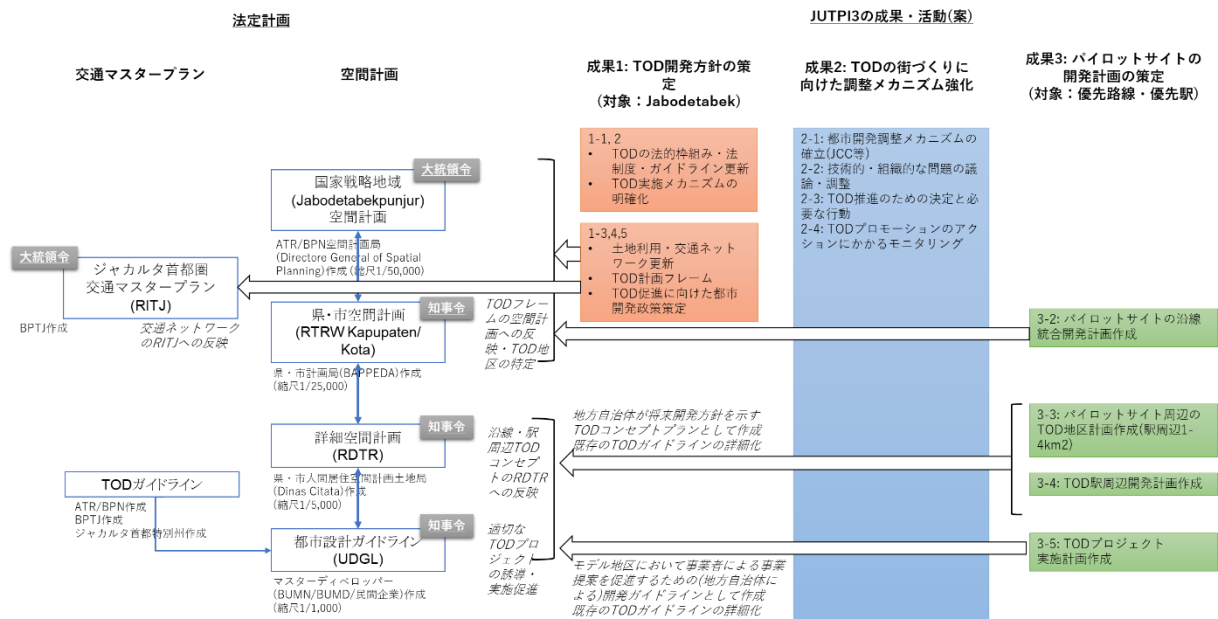 法定計画
JUTPI3の成果・活動(案)
交通マスタープラン
空間計画
成果1: TOD開発方針の策
定
(対象：Jabodetabek)
成果2: TODの街づくりに
向けた調整メカニズム強化
成果3: パイロットサイトの
開発計画の策定
(対象：優先路線・優先駅)
大統領令
国家戦略地域
(Jabodetabekpunjur)
空間計画
ATR/BPN空間計画局
(Directore General of Spatial
Planning)作成 (縮尺1/50,000)
大統領令
ジャカルタ首都圏
交通マスタープラン
(RITJ)
BPTJ作成
交通ネットワーク
のRITJへの反映
知事令
県・市空間計画
(RTRW Kapupaten/
Kota)
県・市計画局(BAPPEDA)作成
(縮尺1/25,000)
TODフレー
ムの空間計
画への反
映・TOD地
区の特定
知事令
詳細空間計画
(RDTR)
県・市人間居住空間計画土地局
(Dinas Citata)作成
(縮尺1/5,000)
沿線・駅
周辺TOD
コンセプ
トのRDTR
への反映
TODガイドライン
ATR/BPN作成
BPTJ作成
ジャカルタ首都特別州作成
知事令
都市設計ガイドライン
(UDGL)
マスターディベロッパー
(BUMN/BUMD/民間企業)作成
(縮尺1/1,000)
適切な
TODプロジ
ェクト
の誘導・
実施促進
1-1, 2
• TODの法的枠組み・法
制度・ガイドライン更新
• TOD実施メカニズムの
明確化
1-3,4,5
• 土地利用・交通ネット
ワーク更新
• TOD計画フレーム
• TOD促進に向けた都市
開発政策策定
地方自治体が将来開発方針を示す
TODコンセプトプランとして作成
既存のTODガイドラインの詳細化
モデル地区において事業者による事業
提案を促進するための(地方自治体に
よる)開発ガイドラインとして作成
既存のTODガイドラインの詳細化
2-1: 都市開発調整メカニズムの
確立(JCC等)
2-2: 技術的・組織的な問題の議
論・調整
2-3: TOD推進のための決定と必
要な行動
2-4: TODプロモーションのアク
ションにかかるモニタリング
3-2: パイロットサイトの沿線
統合開発計画作成
3-3: パイロットサイト周辺の
TOD地区計画作成(駅周辺1-
4km2)
3-4: TOD駅周辺開発計画作成
3-5: TODプロジェクト
実施計画作成